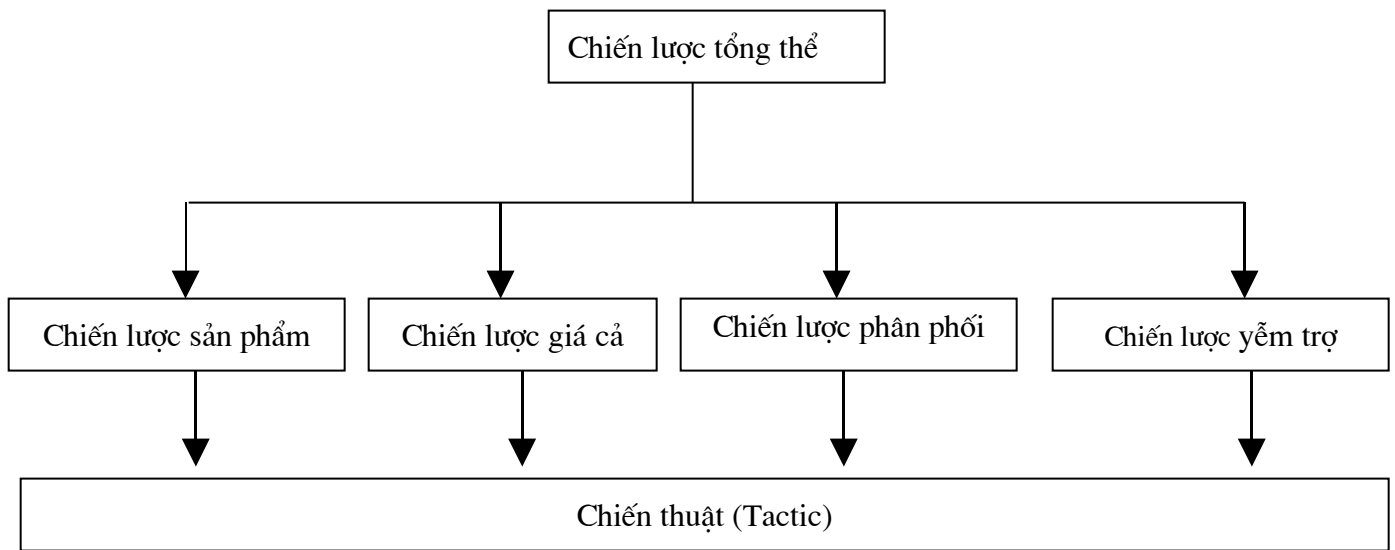 Chiến lược tổng thể
Chiến lược sản phẩm
Chiến lược giá cả
Chiến lược phân phối
Chiến lược yễm trợ
Chiến thuật (Tactic)